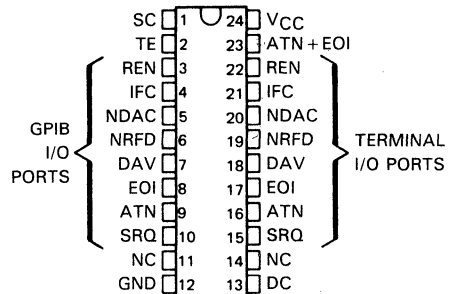 SC 1 24 VCC
TE 2 23 ATN + EOI
REN 3 22 REN
IFC 4 21 IFC
NDAC 5 20 NDAC
NRFD 6 19 NRFD
DAV 7 18 DAV
EOI 8 17 EOI
ATN 9 16 ATN
SRQ 10 15 SRQ
NC 11 14 NC
GND 12 13 DC
GPIB
I/O
PORTS
TERMINAL
I/O PORTS